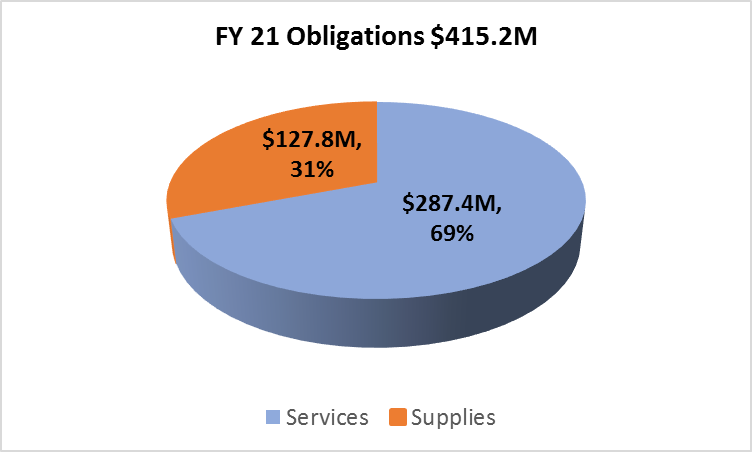 FY 21 Obligations $415.2M
$127.8M,
31%
$287.4M,
69%
Services
Supplies